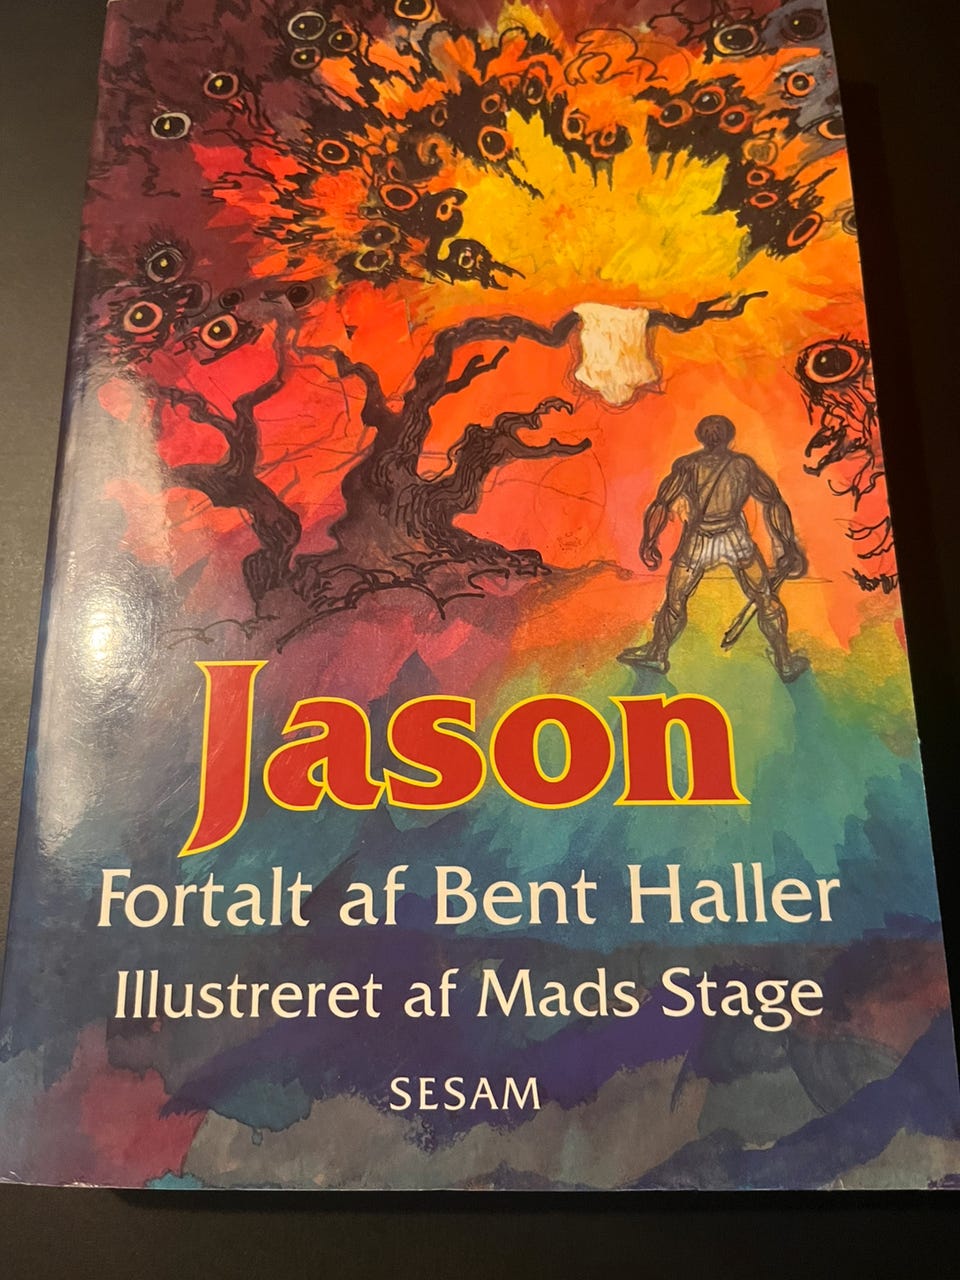 Jason
Fortalt af Bent Haller
Illustreret af Mads Stage
SESAM